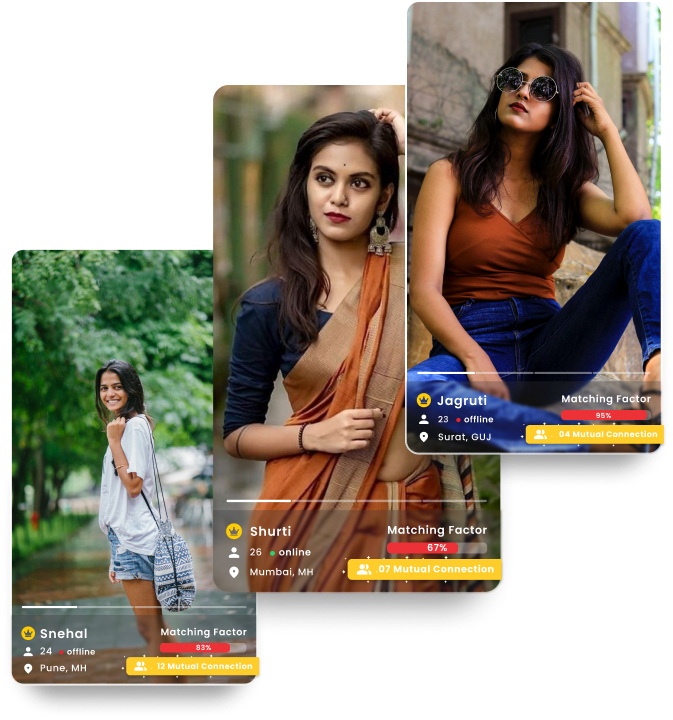 Jagruti
Matching Factor
23 offline
95%
Surat, GUJ
04 Mutual Connection
Shurti
Matching Factor
26 online
67%
Mumbai, MH
07 Mutual Connection
Snehal
Matching Factor
24 offline
83%
Pune, MH
12 Mutual Connection